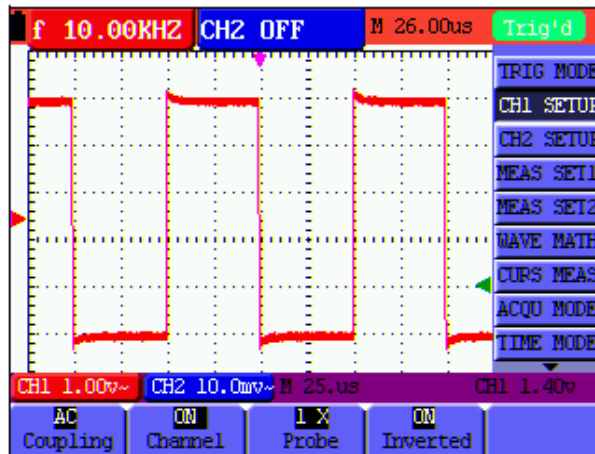 f 10.00KHZ CH2 OFF M 26.00us Trig'd
TRIG MODE
CH1 SETUP
CH2 SETUP
MEAS SET1
MEAS SET2
WAVE MATH
CURS MEAS
ACQU MODE
TIME MODE
CH1 1.00v~ CH2 10.0mv~ M 25.us CH1 1.40v
AC ON 1 X ON
Coupling Channel Probe Inverted